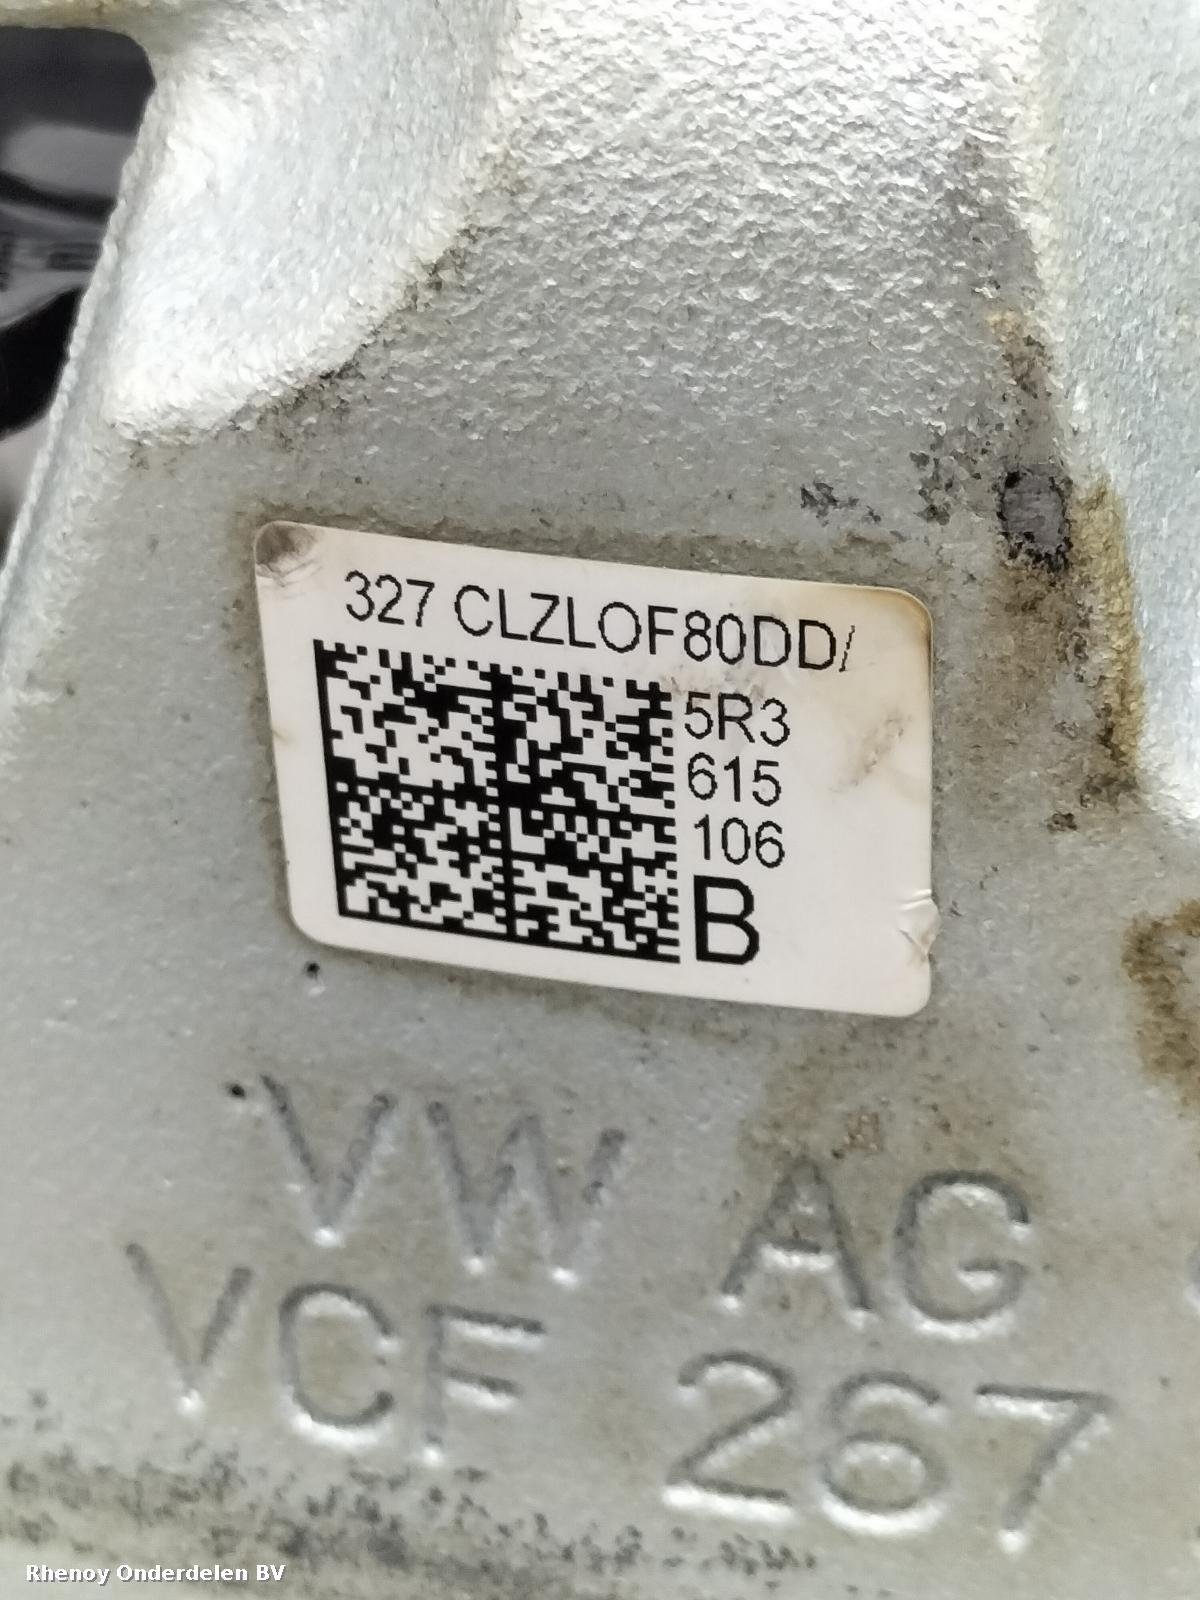 327 CLZLOF80DD/
5R3
615
106
B
VW AG
VCF 267
Rhenoy Onderdelen BV